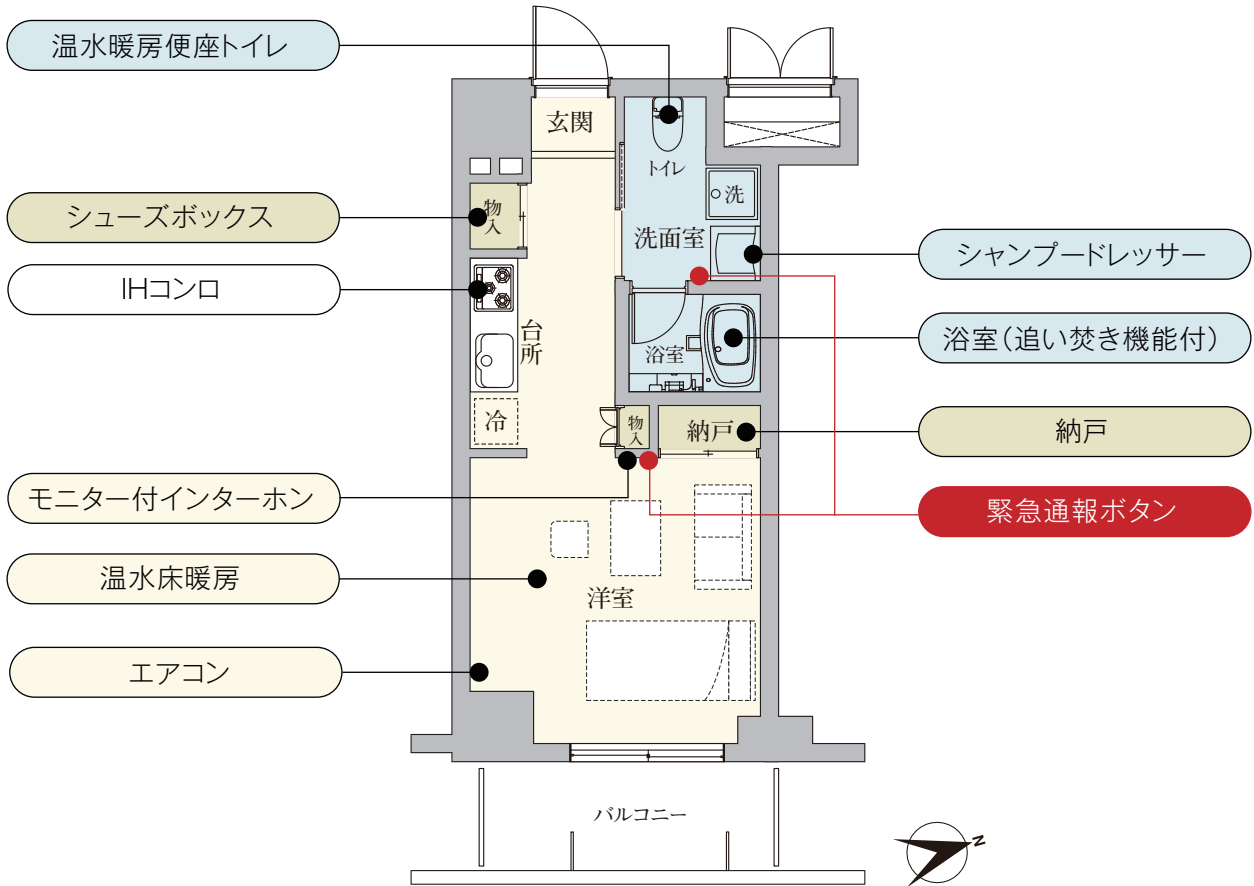 温水暖房便座トイレ
シューズボックス
IHコンロ
モニター付インターホン
温水床暖房
エアコン
玄関
トイレ
洗
物入
洗面室
台所
浴室
冷
物入
納戸
洋室
バルコニー
シャンプードレッサー
浴室(追い焚き機能付)
納戸
緊急通報ボタン
N